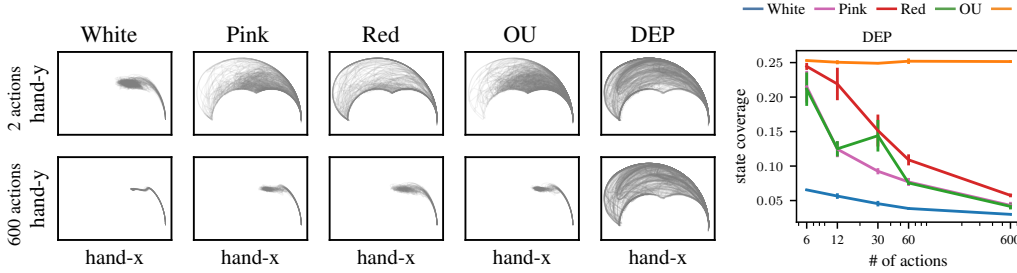 White Pink Red OU DEP
2 actions
hand-y
600 actions
hand-y
hand-x hand-x hand-x hand-x hand-x
White Pink Red OU
DEP
state coverage
0.25
0.20
0.15
0.10
0.05
6 12 30 60 600
# of actions